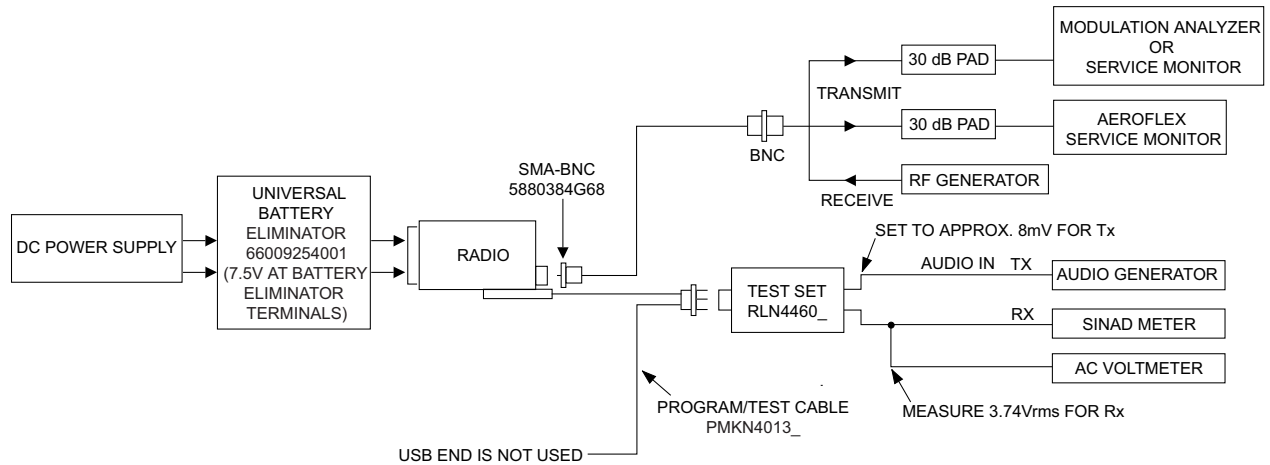 MODULATION ANALYZER
OR
SERVICE MONITOR
30 dB PAD
TRANSMIT
30 dB PAD
AEROFLEX
SERVICE MONITOR
BNC
RF GENERATOR
RECEIVE
SMA-BNC
5880384G68
DC POWER SUPPLY
UNIVERSAL
BATTERY
ELIMINATOR
66009254001
(7.5V AT BATTERY
ELIMINATOR
TERMINALS)
RADIO
SET TO APPROX. 8mV FOR Tx
TEST SET
RLN4460_
AUDIO IN TX
AUDIO GENERATOR
RX
SINAD METER
AC VOLTMETER
MEASURE 3.74Vrms FOR Rx
PROGRAM/TEST CABLE
PMKN4013_
USB END IS NOT USED